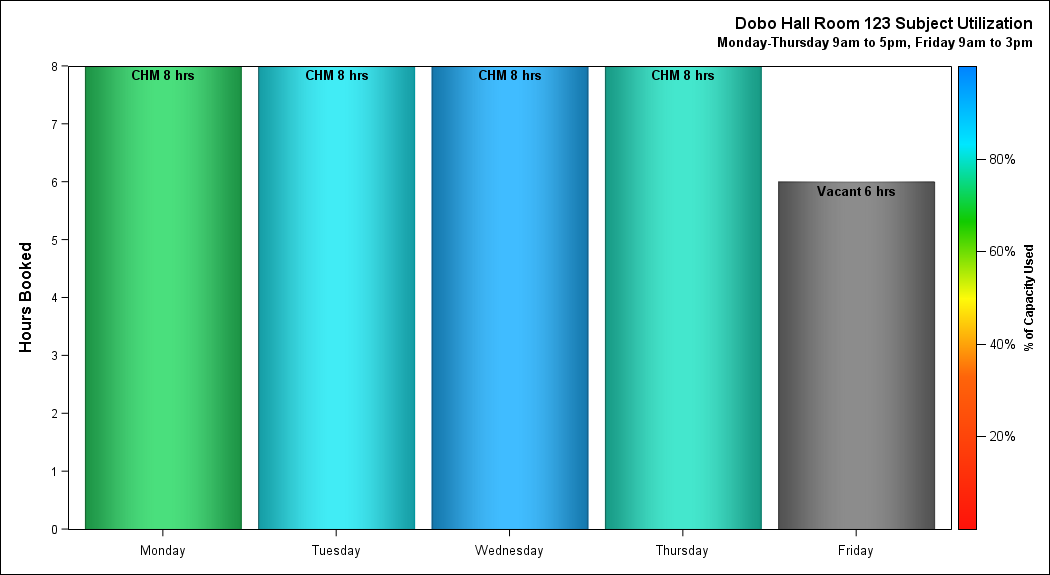 Dobo Hall Room 123 Subject Utilization
Monday-Thursday 9am to 5pm, Friday 9am to 3pm
Hours Booked
8
7
6
5
4
3
2
1
0
CHM 8 hrs
CHM 8 hrs
CHM 8 hrs
CHM 8 hrs
Vacant 6 hrs
Monday
Tuesday
Wednesday
Thursday
Friday
80%
60%
40%
20%
% of Capacity Used